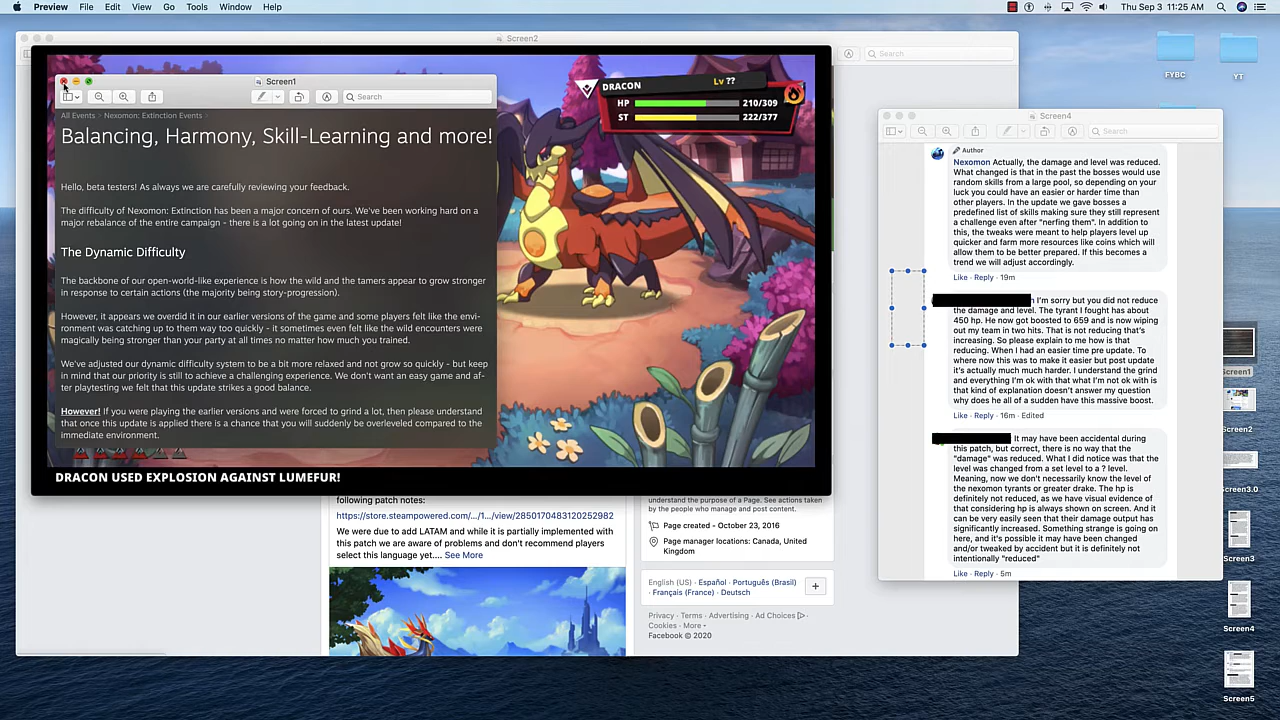 Preview File Edit View Go Tools Window Help
Thu Sep 3 11:25 AM
Screen2
Search
FYBC
YT
Screen1
Search
All Events > Nexomon: Extinction Events >
Balancing, Harmony, Skill-Learning and more!
Hello, beta testers! As always we are carefully reviewing your feedback.
The difficulty of Nexomon: Extinction has been a major concern of ours. We've been working hard on a
major rebalance of the entire campaign - there is a lot going on in the latest update!
The Dynamic Difficulty
The backbone of our open-world-like experience is how the wild and the tamers appear to grow stronger
in response to certain actions (the majority being story-progression).
However, it appears we overdid it in our earlier versions of the game and some players felt like the envi-
ronment was catching up to them way too quickly - it sometimes even felt like the wild encounters were
magically being stronger than your party at all times no matter how much you trained.
We've adjusted our dynamic difficulty system to be a bit more relaxed and not grow so quickly - but keep
in mind that our priority is still to achieve a challenging experience. We don't want an easy game and af-
ter playtesting we felt that this update strikes a good balance.
However! If you were playing the earlier versions and were forced to grind a lot, then please understand
that once this update is applied there is a chance that you will suddenly be overleveled compared to the
immediate environment.
DRACON Lv ??
HP 210/309
ST 222/377
DRACON USED EXPLOSION AGAINST LUMEFUR!
following patch notes:
https://store.steampowered.com/.../1.../view/2850170483120252982
We were due to add LATAM and while it is partially implemented with
this patch we are aware of problems and don't recommend players
select this language yet.... See More
understand the purpose of a Page. See actions taken
by the people who manage and post content.
Page created - October 23, 2016
Page manager locations: Canada, United
Kingdom
English (US) · Español · Português (Brasil)
· Français (France) · Deutsch
Privacy · Terms · Advertising · Ad Choices ·
Cookies · More
Facebook © 2020
Screen4
Search
Author
Nexomon Actually, the damage and level was reduced.
What changed is that in the past the bosses would use
random skills from a large pool, so depending on your
luck you could have an easier or harder time than
other players. In the update we gave bosses a
predefined list of skills making sure they still represent
a challenge even after "nerfing them". In addition to
this, the tweaks were meant to help players level up
quicker and farm more resources like coins which will
allow them to be better prepared. If this becomes a
trend we will adjust accordingly.
Like · Reply · 19m
I'm sorry but you did not reduce
the damage and level. The tyrant I fought has about
450 hp. He now got boosted to 659 and is now wiping
out my team in two hits. That is not reducing that's
increasing. So please explain to me how is that
reducing. When I had an easier time pre update. To
where now this was to make it easier but post update
it's actually much much harder. I understand the grind
and everything I'm ok with that what I'm not ok is
that kind of explanation doesn't answer my question
why does he all of a sudden have this massive boost.
Like · Reply · 16m · Edited
It may have been accidental during
this patch, but correct, there is no way that the
"damage" was reduced. What I did notice was that the
level was changed from a set level to a ? level.
Meaning, now we don't necessarily know the level of
the nexomon tyrants or greater drake. The hp is
definitely not reduced, as we have visual evidence of
that considering hp is always shown on screen. And it
can be very easily seen that their damage output has
significantly increased. Something strange is going on
here, and it's possible it may have been changed
and/or tweaked by accident but it is definitely not
intentionally "reduced"
Like · Reply · 5m
Screen1
Screen2
Screen3.0
Screen3
Screen4
Screen5